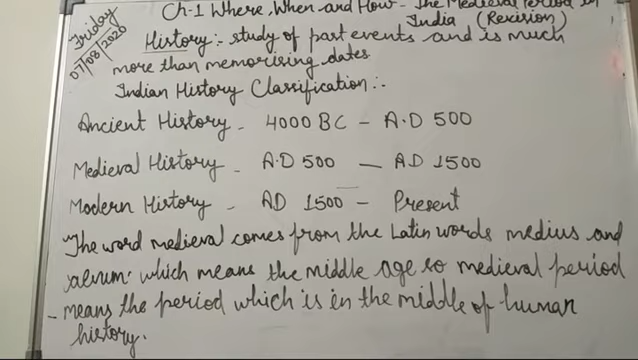 Friday
07/08/2020
Ch-1 Where, When and How - The Medieval Period in
India (Revision)
History:- study of past events and is much
more than memorising dates.
Indian History Classification:-
Ancient History - 4000 BC - A.D 500
Medieval History - A.D 500 - AD 1500
Modern History - AD 1500 - Present
The word medieval comes from the Latin words medius and
aevum. which means the middle age so medieval period
- means the period which is in the middle of human
history.